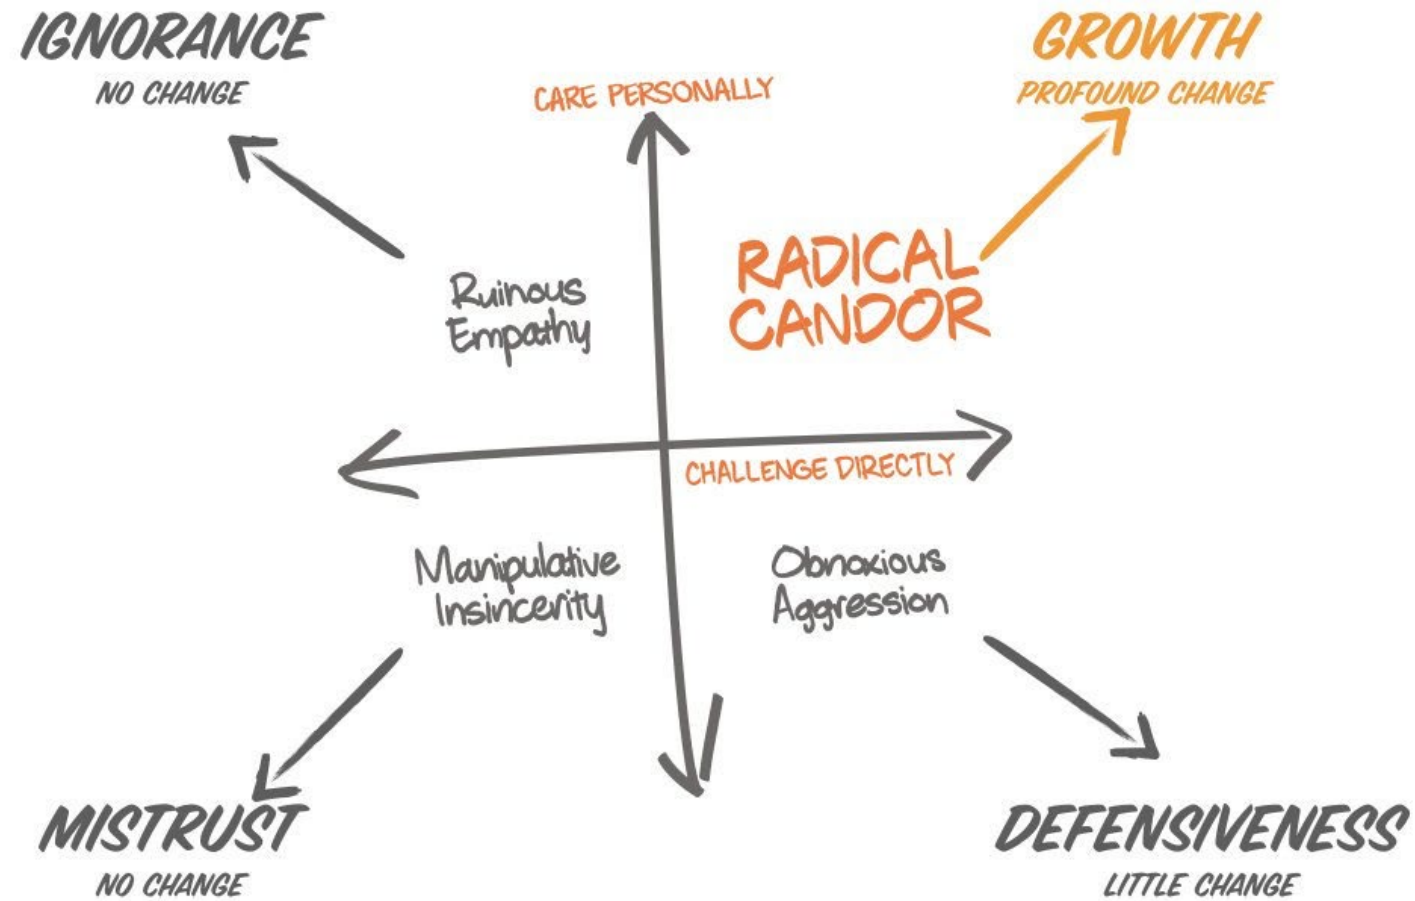 IGNORANCE
NO CHANGE
GROWTH
PROFOUND CHANGE
CARE PERSONALLY
Ruinous
Empathy
RADICAL
CANDOR
CHALLENGE DIRECTLY
Manipulative
Insincerity
Obnoxious
Aggression
MISTRUST
NO CHANGE
DEFENSIVENESS
LITTLE CHANGE